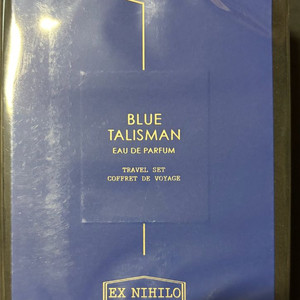 BLUE
TALISMAN
EAU DE PARFUM
TRAVEL SET
COFFRET DE VOYAGE
EX NIHILO